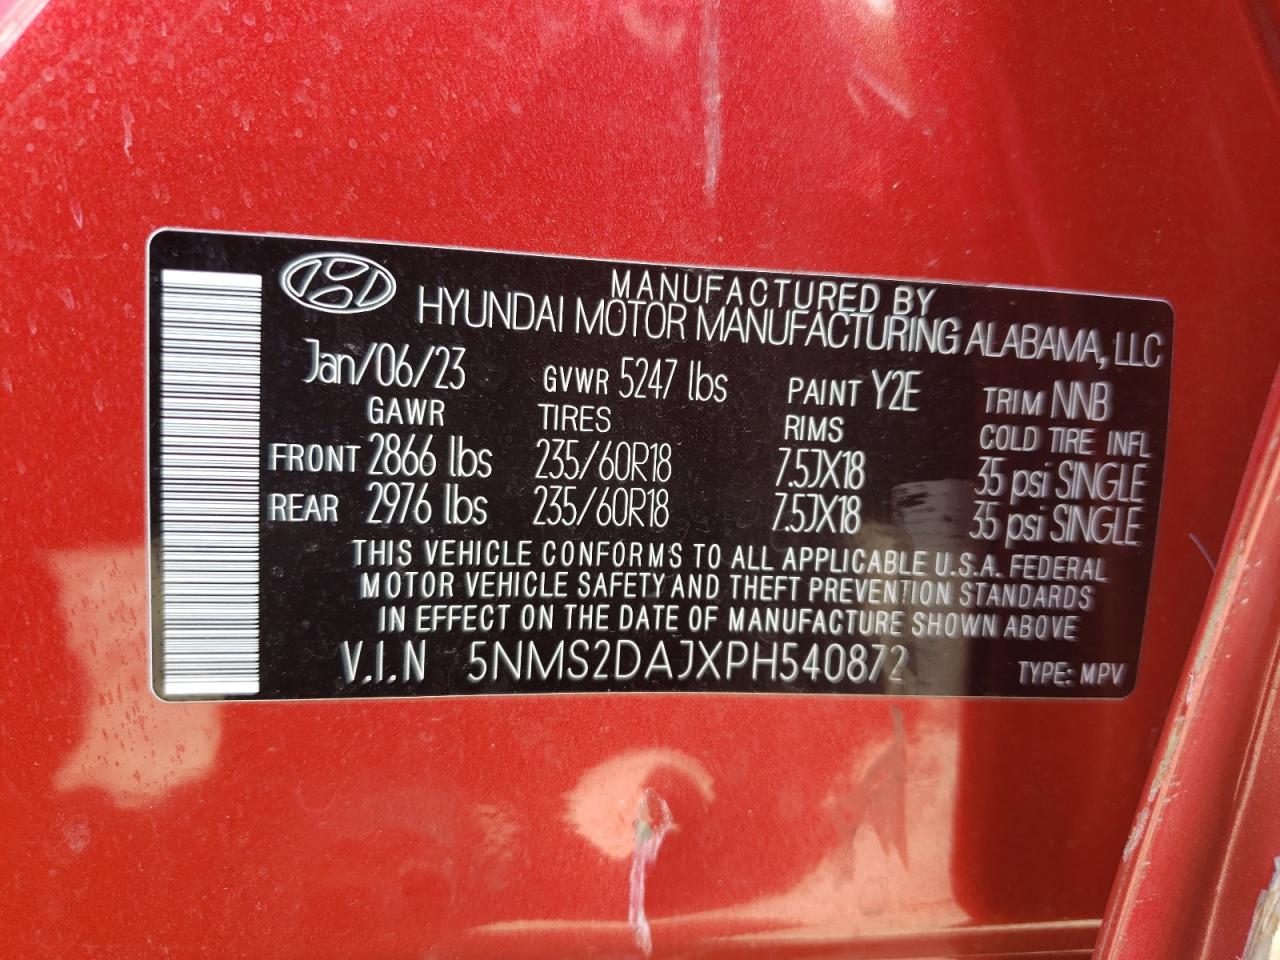 MANUFACTURED BY
HYUNDAI MOTOR MANUFACTURING ALABAMA, LLC
Jan/06/23 GVWR 5247 lbs PAINT Y2E TRIM NNB
GAWR TIRES RIMS COLD TIRE INFL
FRONT 2866 lbs 235/60R18 7.5JX18 35 psi SINGLE
REAR 2976 lbs 235/60R18 7.5JX18 35 psi SINGLE
THIS VEHICLE CONFORMS TO ALL APPLICABLE U.S.A. FEDERAL
MOTOR VEHICLE SAFETY AND THEFT PREVENTION STANDARDS
IN EFFECT ON THE DATE OF MANUFACTURE SHOWN ABOVE
V.I.N 5NMS2DAJXPH540872 TYPE: MPV